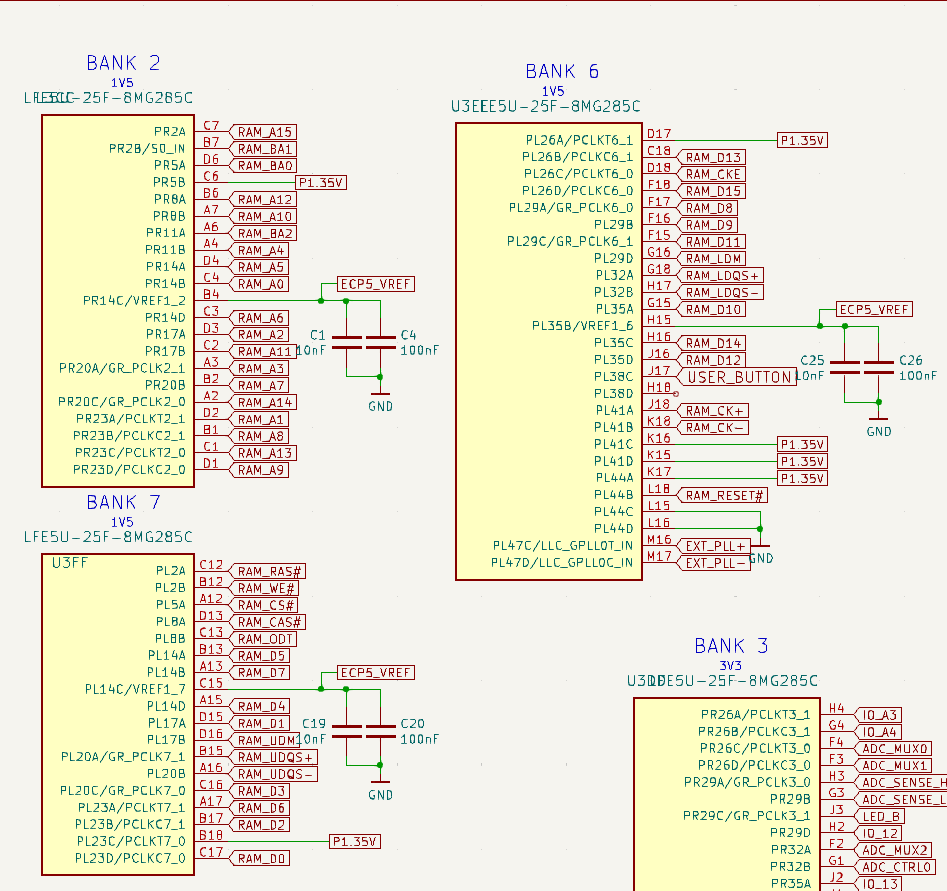 BANK 2
1V5
LFE5U-25F-8MG285C
PR2A C7 RAM_A15
PR2B/S0_IN B7 RAM_BA1
PR5A D6 RAM_BA0
PR5B C6 P1.35V
PR8A B6 RAM_A12
PR8B A7 RAM_A10
PR11A A6 RAM_BA2
PR11B A4 RAM_A4
PR14A D4 RAM_A5
PR14B C4 RAM_A0
ECP5_VREF
PR14C/VREF1_2 B4
PR14D C3 RAM_A6
PR17A D3 RAM_A2
PR17B C2 RAM_A11
PR20A/GR_PCLK2_1 A3 RAM_A3
PR20B B2 RAM_A7
PR20C/GR_PCLK2_0 A2 RAM_A14
PR23A/PCLKT2_1 D2 RAM_A1
PR23B/PCLKC2_1 B1 RAM_A8
PR23C/PCLKT2_0 C1 RAM_A13
PR23D/PCLKC2_0 D1 RAM_A9
C1
10nF
C4
100nF
GND
BANK 6
1V5
U3EEE5U-25F-8MG285C
PL26A/PCLKT6_1 D17 P1.35V
PL26B/PCLKC6_1 C18 RAM_D13
PL26C/PCLKT6_0 D18 RAM_CKE
PL26D/PCLKC6_0 F18 RAM_D15
PL29A/GR_PCLK6_0 F17 RAM_D8
PL29B F16 RAM_D9
PL29C/GR_PCLK6_1 F15 RAM_D11
PL29D G16 RAM_LDM
PL32A G18 RAM_LDQS+
PL32B H17 RAM_LDQS-
PL35A G15 RAM_D10
ECP5_VREF
PL35B/VREF1_6 H15
PL35C H16 RAM_D14
PL35D J16 RAM_D12
PL38C J17 USER_BUTTON
PL38D H18
PL41A J18 RAM_CK+
PL41B K18 RAM_CK-
PL41C K16 P1.35V
PL41D K15 P1.35V
PL44A K17 P1.35V
PL44B L18 RAM_RESET#
PL44C L15
PL44D L16
PL47C/LLC_GPLL0T_IN M16 EXT_PLL+
PL47D/LLC_GPLL0C_IN M17 EXT_PLL-
GND
C25
10nF
C26
100nF
GND
BANK 7
1V5
LFE5U-25F-8MG285C
U3FF
PL2A C12 RAM_RAS#
PL2B B12 RAM_WE#
PL5A A12 RAM_CS#
PL8A D13 RAM_CAS#
PL8B C13 RAM_ODT
PL14A B13 RAM_D5
PL14B A13 RAM_D7
ECP5_VREF
PL14C/VREF1_7 C15
PL14D A15 RAM_D4
PL17A D15 RAM_D1
PL17B D16 RAM_UDM
PL20A/GR_PCLK7_1 B15 RAM_UDQS+
PL20B A16 RAM_UDQS-
PL20C/GR_PCLK7_0 C16 RAM_D3
PL23A/PCLKT7_1 A17 RAM_D6
PL23B/PCLKC7_1 B17 RAM_D2
PL23C/PCLKT7_0 B18 P1.35V
PL23D/PCLKC7_0 C17 RAM_D0
C19
10nF
C20
100nF
GND
BANK 3
3V3
5U-25F-8MG285C
PR26A/PCLKT3_1 H4 IO_A3
PR26B/PCLKC3_1 G4 IO_A4
PR26C/PCLKT3_0 F4 ADC_MUX0
PR26D/PCLKC3_0 F3 ADC_MUX1
PR29A/GR_PCLK3_0 H3 ADC_SENSE_H
PR29B G3 ADC_SENSE_L
PR29C/GR_PCLK3_1 J3 LED_B
PR29D H2 IO_12
PR32A F2 ADC_MUX2
PR32B G1 ADC_CTRL0
PR35A J2 IO_13